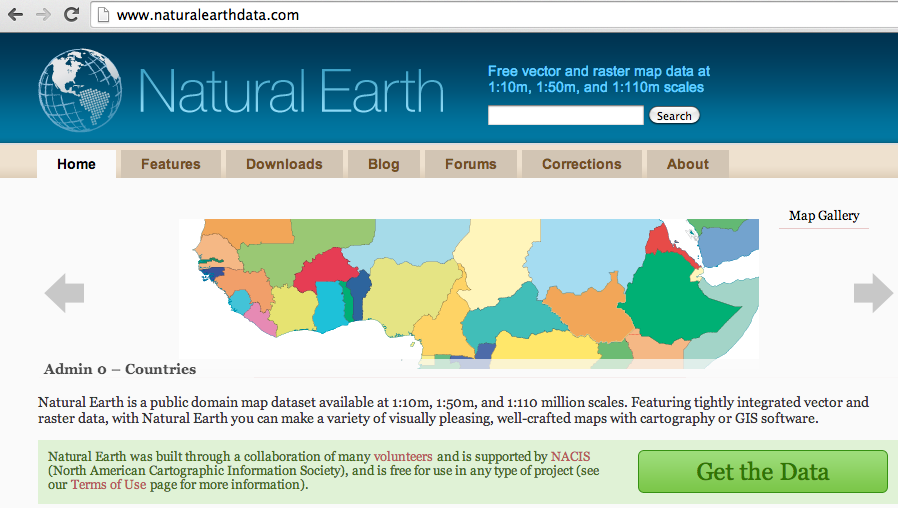 www.naturalearthdata.com
Natural Earth
Free vector and raster map data at
1:10m, 1:50m, and 1:110m scales
Search
Home
Features
Downloads
Blog
Forums
Corrections
About
Map Gallery
Admin 0 – Countries
Natural Earth is a public domain map dataset available at 1:10m, 1:50m, and 1:110 million scales. Featuring tightly integrated vector and
raster data, with Natural Earth you can make a variety of visually pleasing, well-crafted maps with cartography or GIS software.
Natural Earth was built through a collaboration of many volunteers and is supported by NACIS
(North American Cartographic Information Society), and is free for use in any type of project (see
our Terms of Use page for more information).
Get the Data